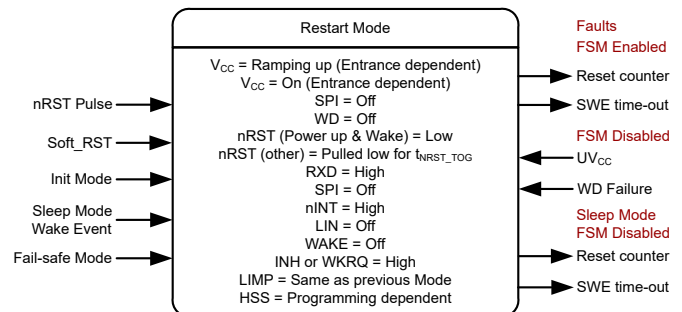 Restart Mode
V_CC = Ramping up (Entrance dependent)
V_CC = On (Entrance dependent)
SPI = Off
WD = Off
nRST (Power up & Wake) = Low
nRST (other) = Pulled low for t_NRST_TOG
RXD = High
SPI = Off
nINT = High
LIN = Off
WAKE = Off
INH or WKRQ = High
LIMP = Same as previous Mode
HSS = Programming dependent
nRST Pulse
Soft_RST
Init Mode
Sleep Mode
Wake Event
Fail-safe Mode
Faults
FSM Enabled
Reset counter
SWE time-out
FSM Disabled
UV_CC
WD Failure
Sleep Mode
FSM Disabled
Reset counter
SWE time-out